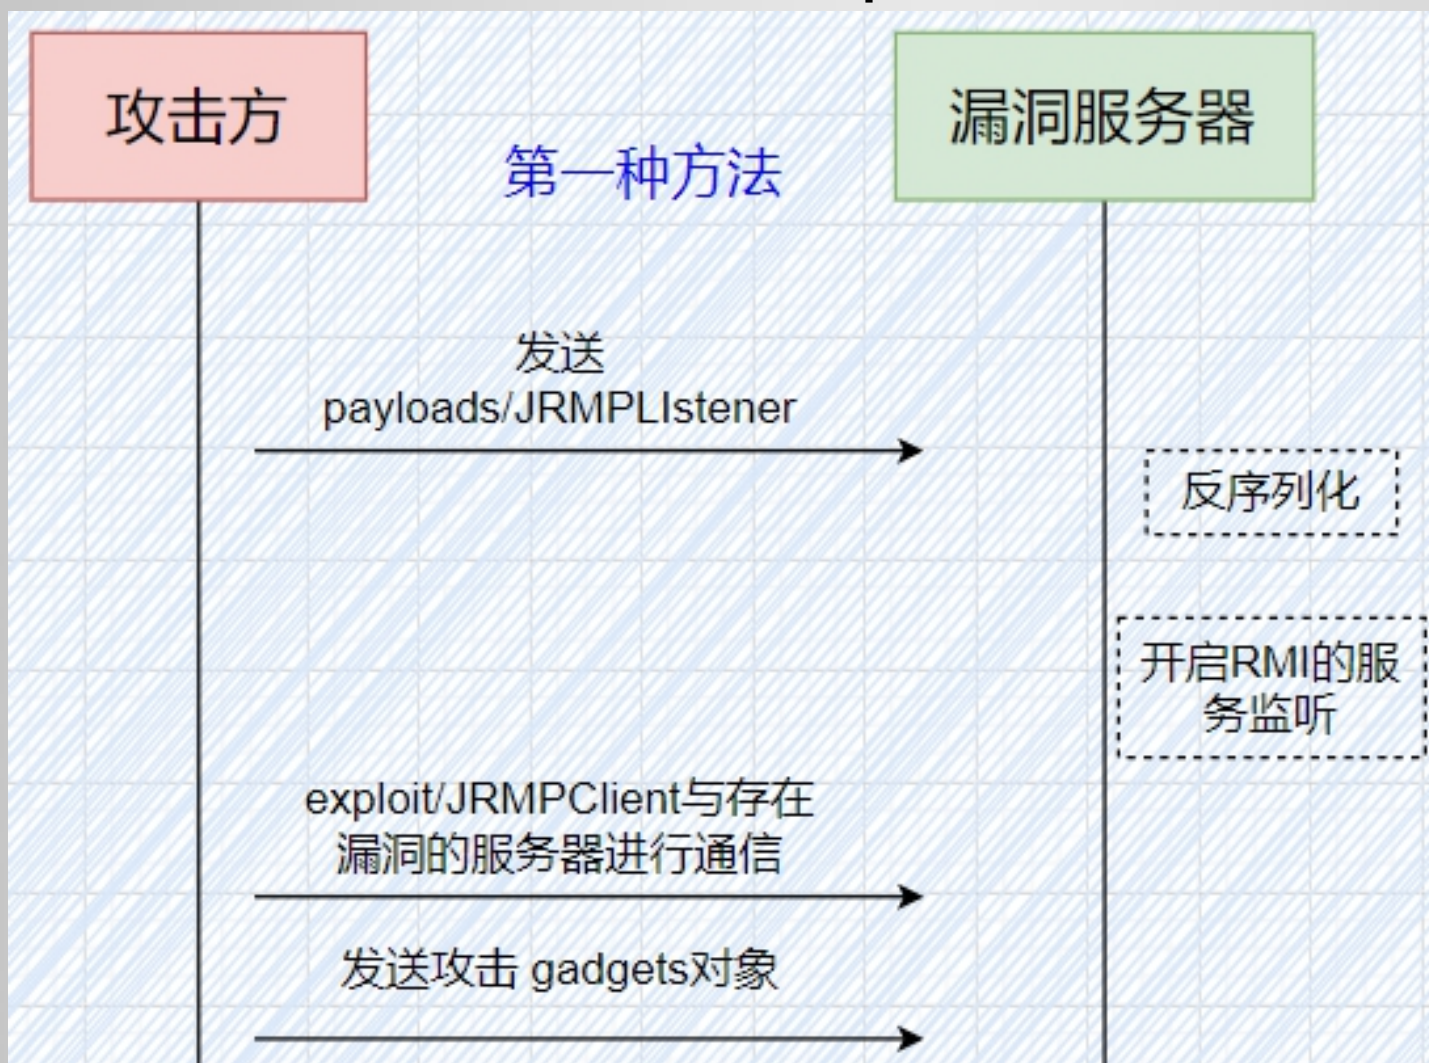 攻击方
漏洞服务器
第一种方法
发送
payloads/JRMPLIstener
反序列化
开启RMI的服
务监听
exploit/JRMPClient与存在
漏洞的服务器进行通信
发送攻击 gadgets对象